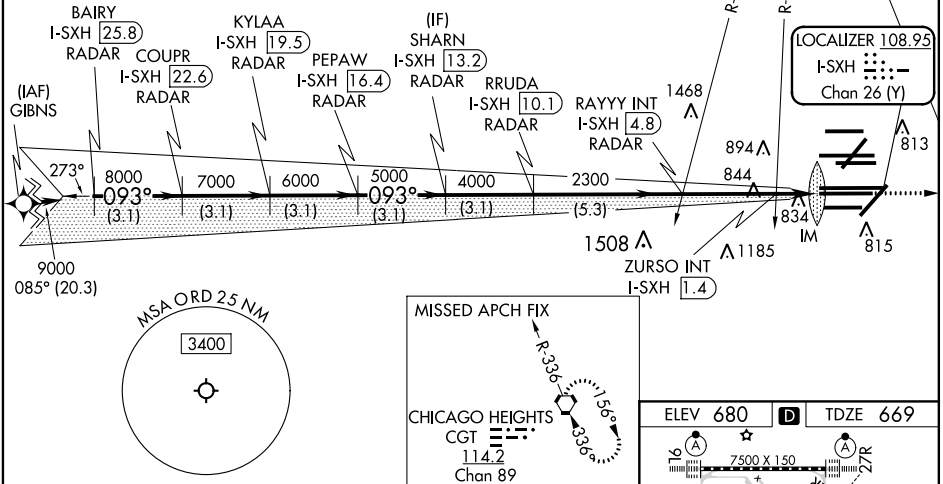 BAIRY
I-SXH 25.8
RADAR
COUPR
I-SXH 22.6
RADAR
KYLAA
I-SXH 19.5
RADAR
PEPAW
I-SXH 16.4
RADAR
(IF)
SHARN
I-SXH 13.2
RADAR
RRUDA
I-SXH 10.1
RADAR
RAYYY INT
I-SXH 4.8
RADAR
R-
R-
LOCALIZER 108.95
I-SXH
Chan 26 (Y)
(IAF)
GIBNS
273°
8000
093°
(3.1)
7000
(3.1)
6000
(3.1)
5000
093°
(3.1)
4000
(3.1)
2300
(5.3)
1468
894
844
834
IM
813
815
1508
1185
ZURSO INT
I-SXH 1.4
9000
085° (20.3)
MSA ORD 25 NM
3400
MISSED APCH FIX
R-336
156°
336°
CHICAGO HEIGHTS
CGT
114.2
Chan 89
ELEV 680 D TDZE 669
A
A
16
7500 X 150
27R